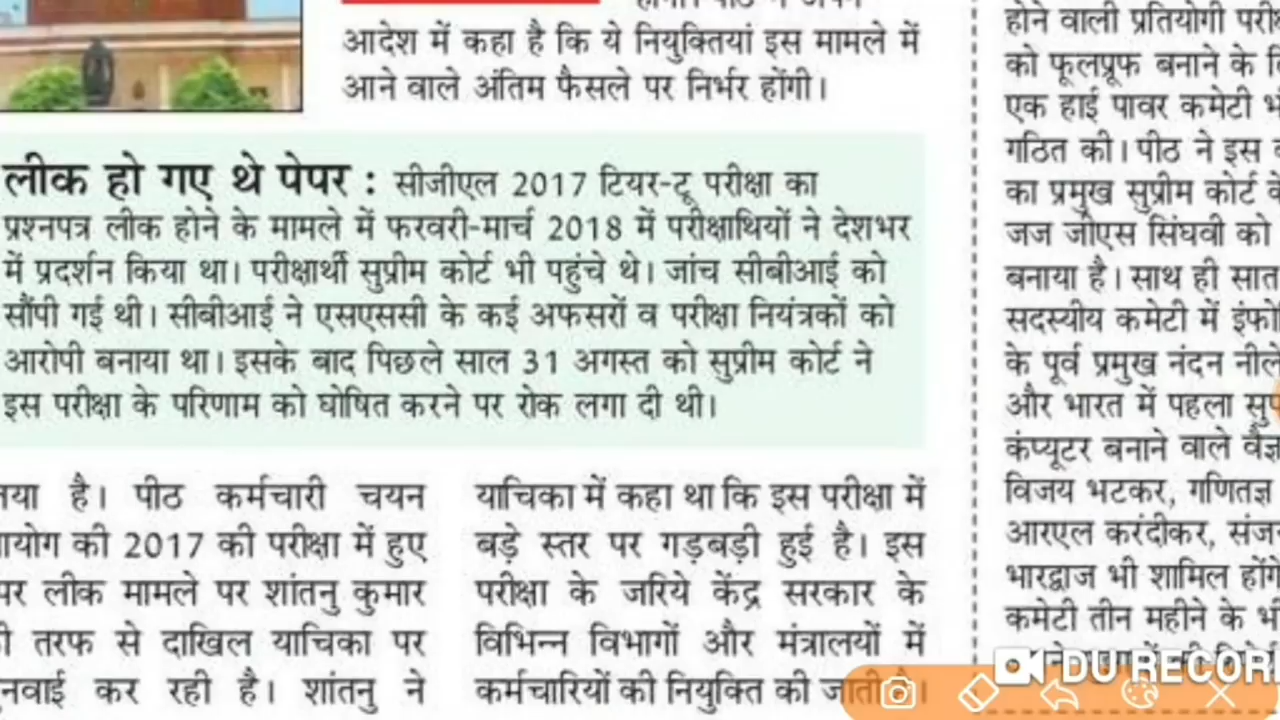 आदेश में कहा है कि ये नियुक्तियां इस मामले में
आने वाले अंतिम फैसले पर निर्भर होंगी।
लीक हो गए थे पेपर : सीजीएल 2017 टियर-टू परीक्षा का
प्रश्नपत्र लीक होने के मामले में फरवरी-मार्च 2018 में परीक्षाथियों ने देशभर
में प्रदर्शन किया था। परीक्षार्थी सुप्रीम कोर्ट भी पहुंचे थे। जांच सीबीआई को
सौंपी गई थी। सीबीआई ने एसएससी के कई अफसरों व परीक्षा नियंत्रकों को
आरोपी बनाया था। इसके बाद पिछले साल 31 अगस्त को सुप्रीम कोर्ट ने
इस परीक्षा के परिणाम को घोषित करने पर रोक लगा दी थी।
है। पीठ कर्मचारी चयन
की 2017 की परीक्षा में हुए
लीक मामले पर शांतनु कुमार
तरफ से दाखिल याचिका पर
कर रही है। शांतनु ने
याचिका में कहा था कि इस परीक्षा में
बड़े स्तर पर गड़बड़ी हुई है। इस
परीक्षा के जरिये केंद्र सरकार के
विभिन्न विभागों और मंत्रालयों में
कर्मचारियों की नियुक्ति की जाती है।
होने वाली प्रतियोगी
को फूलप्रूफ बनाने के
एक हाई पावर कमेटी
गठित की। पीठ ने इस
का प्रमुख सुप्रीम कोर्ट
जज जीएस सिंघवी को
बनाया है। साथ ही सात
सदस्यीय कमेटी में
के पूर्व प्रमुख नंदन
और भारत में पहला
कंप्यूटर बनाने वाले
विजय भटकर, गणितज्ञ
आरएल करंदीकर,
भारद्वाज भी शामिल
कमेटी तीन महीने के
DU RECOR